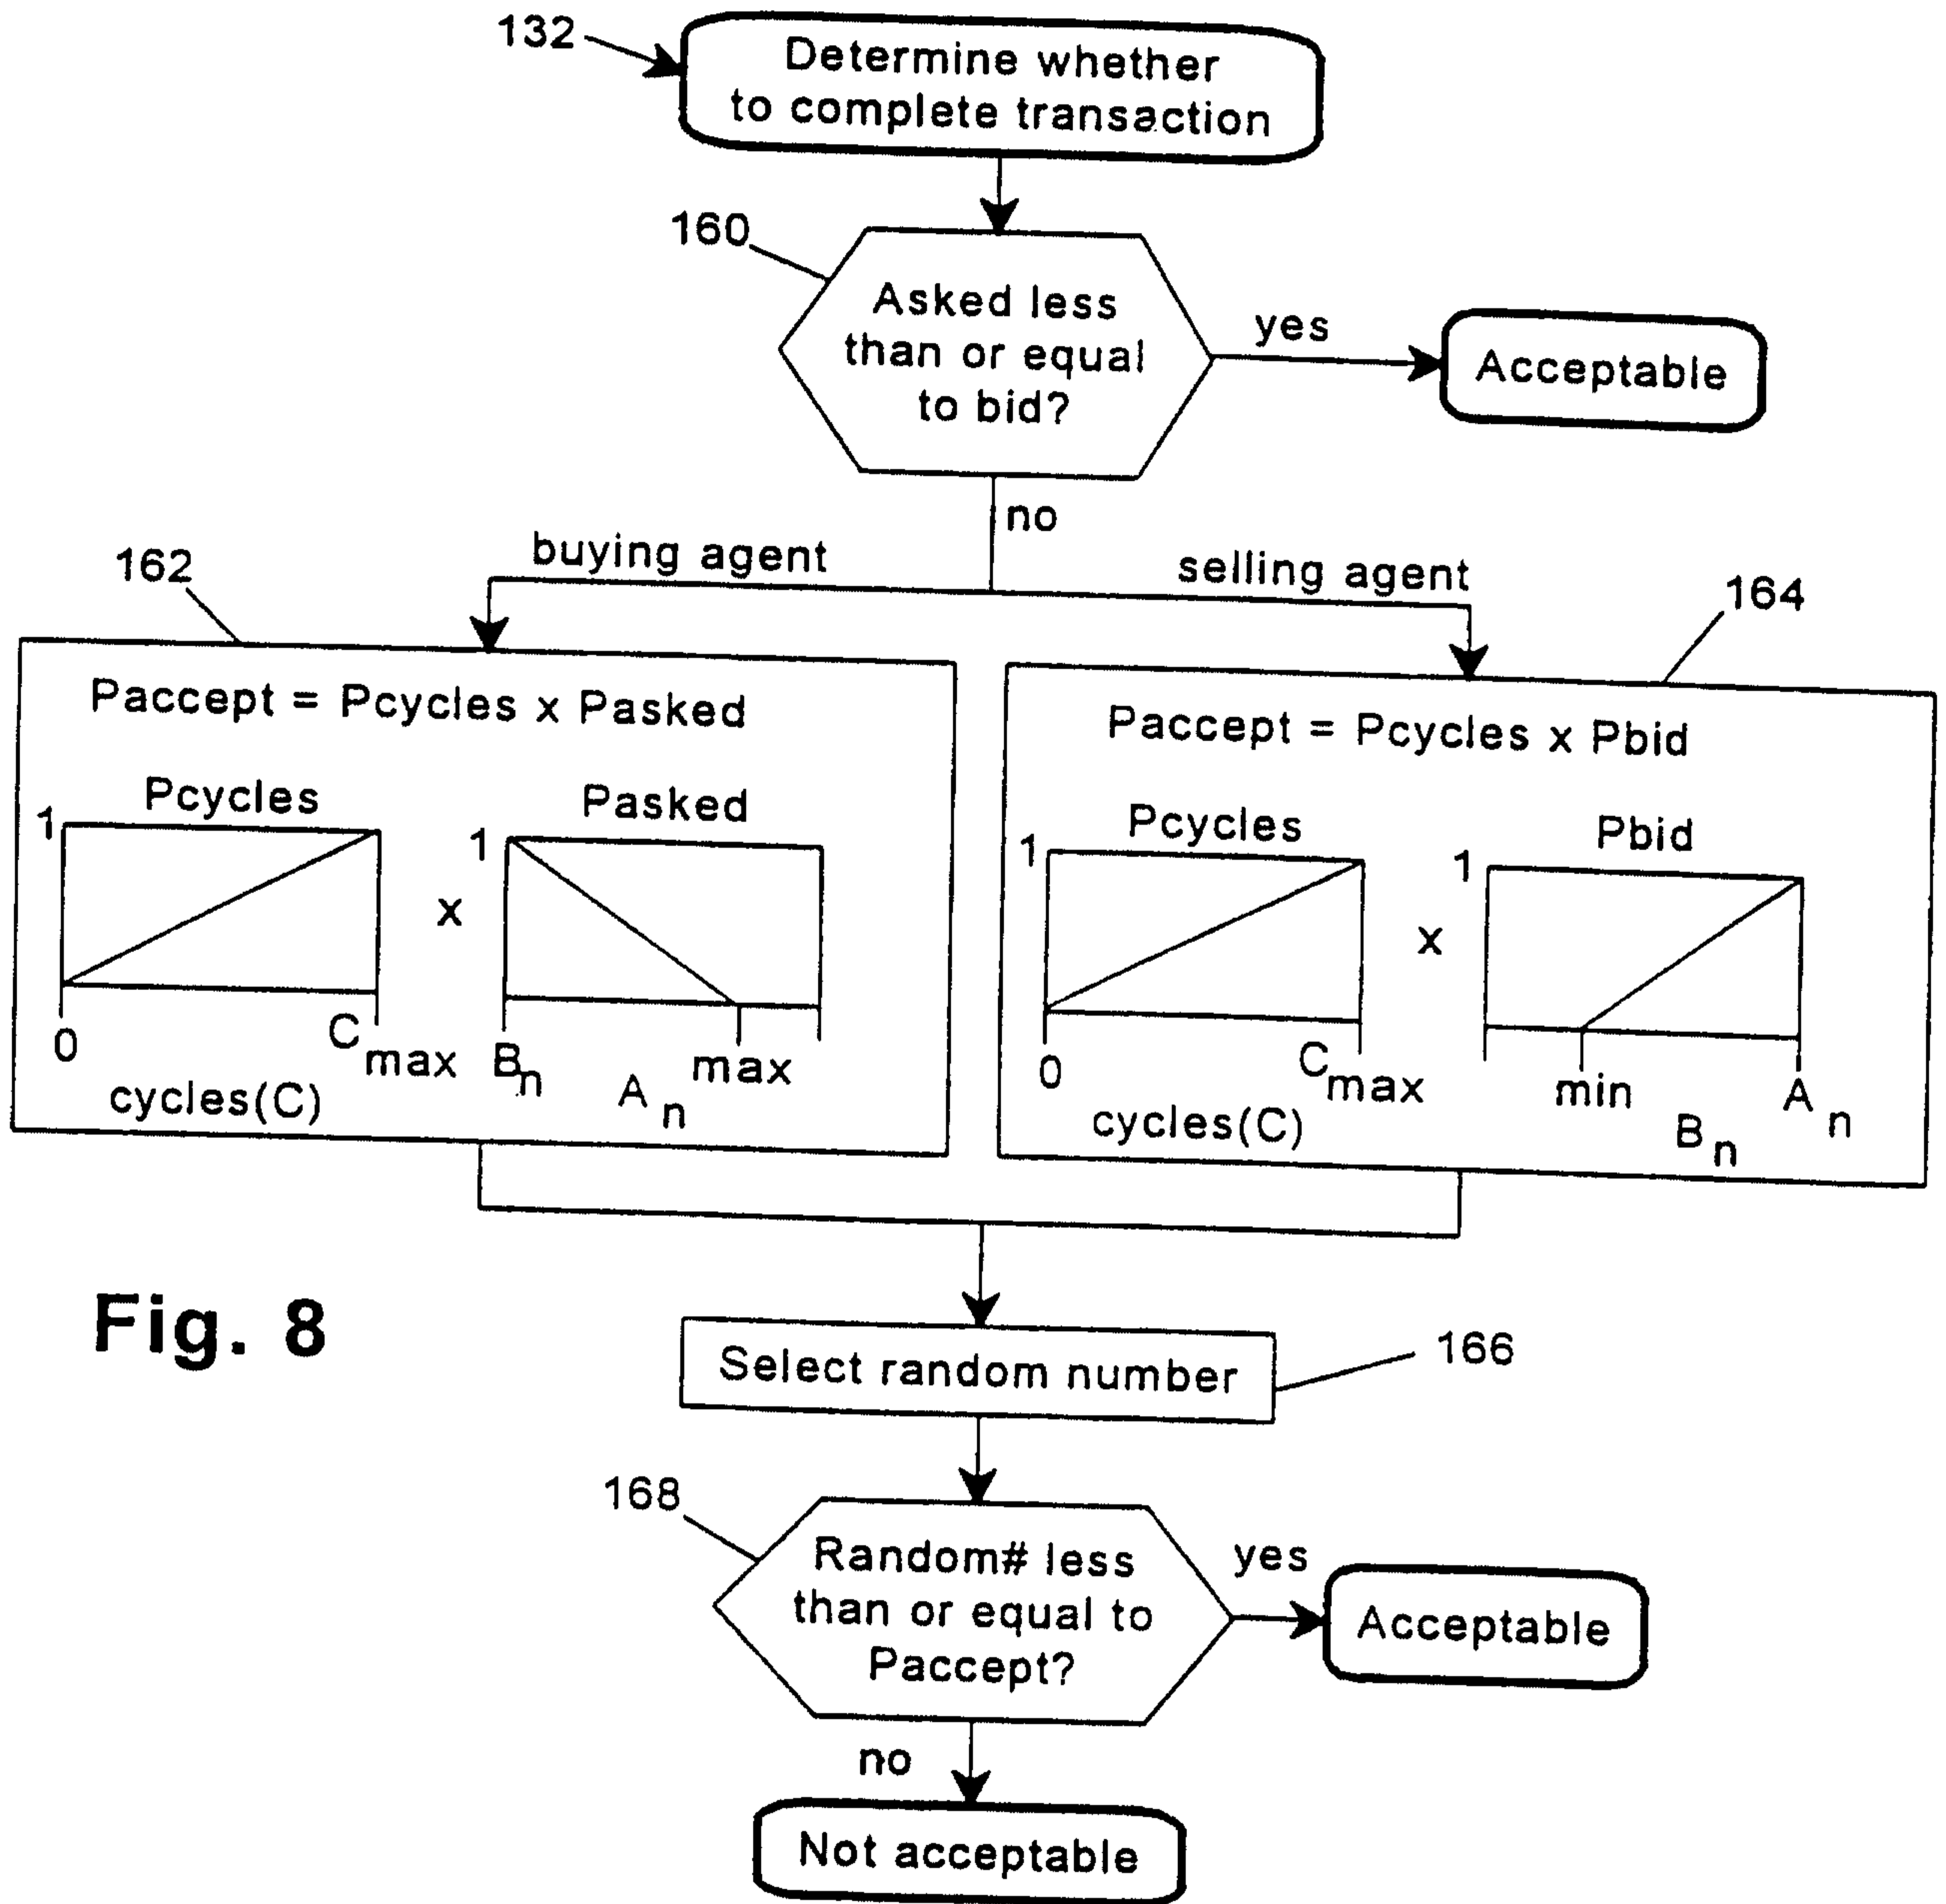 132
Determine whether
to complete transaction
160
Asked less
than or equal
to bid?
yes
Acceptable
no
buying agent
selling agent
162
164
Paccept = Pcycles x Pasked
Pcycles
Pasked
1
1
x
0
Cmax
Bn
max
cycles(C)
An
Paccept = Pcycles x Pbid
Pcycles
Pbid
1
1
x
0
Cmax
min
An
cycles(C)
Bn
Fig. 8
Select random number
166
168
Random# less
than or equal to
Paccept?
yes
Acceptable
no
Not acceptable